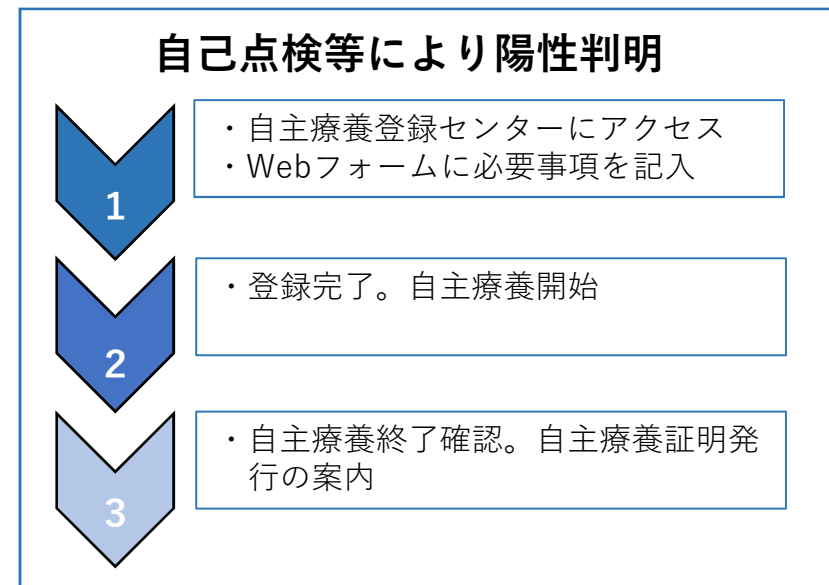 自己点検等により陽性判明
・自主療養登録センターにアクセス
・Webフォームに必要事項を記入
1
・登録完了。自主療養開始
2
・自主療養終了確認。自主療養証明発
行の案内
3